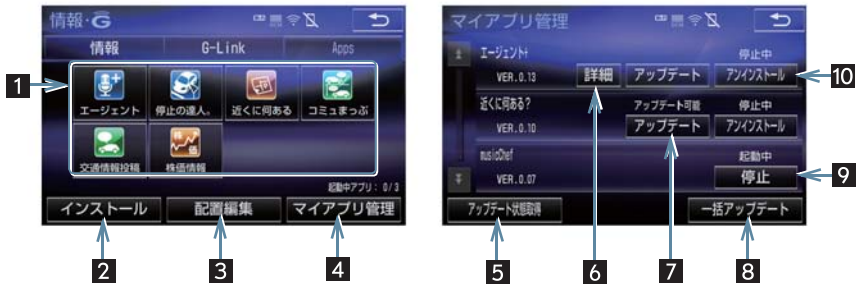 情報・G
情報
G-Link
Apps
エージェント
停止の達人。
近くに何ある
コミュまっぷ
交通情報投稿
株価情報
起動中アプリ: 0/3
インストール
配置編集
マイアプリ管理
1
2
3
4
マイアプリ管理
エージェント+
停止中
VER.0.13
詳細
アップデート
アンインストール
近くに何ある?
アップデート可能
停止中
VER.0.10
アップデート
アンインストール
musicChef
起動中
VER.0.07
停止
アップデート状態取得
一括アップデート
10
9
5
6
7
8